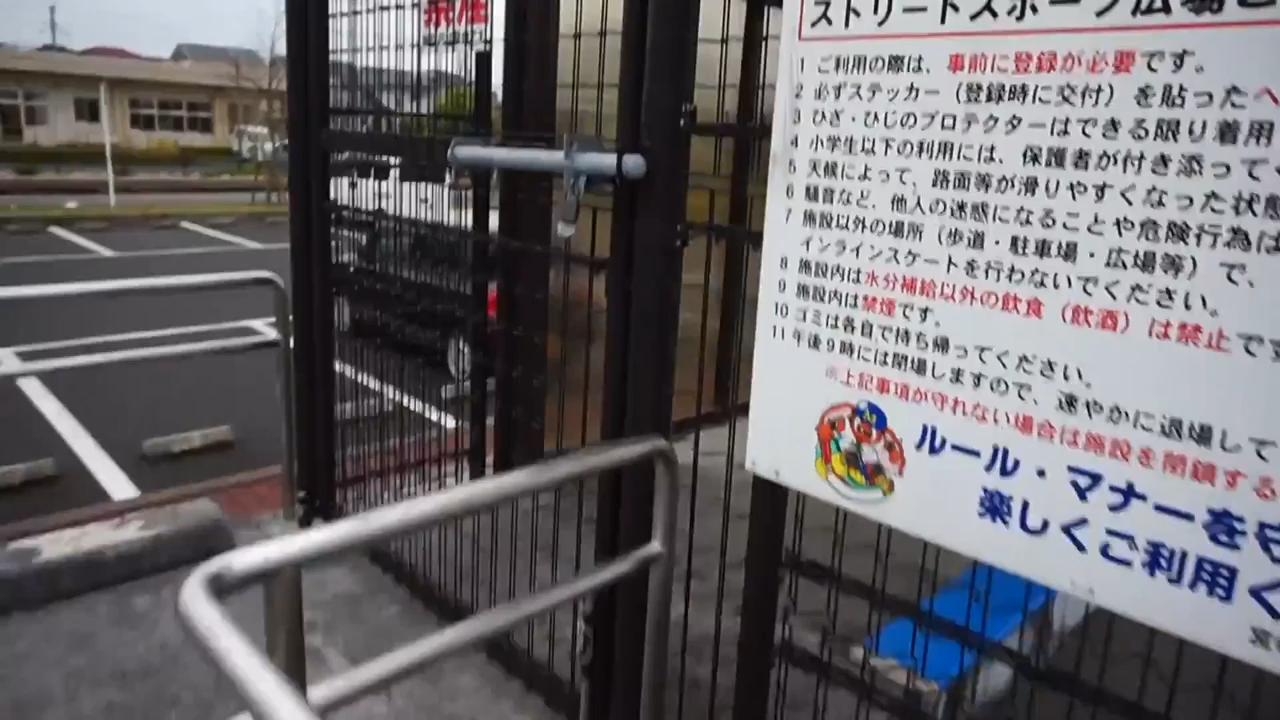 ストリートスポーツ広場
1 ご利用の際は、事前に登録が必要です。
2 必ずステッカー（登録時に交付）を貼ったヘ
3 ひざ・ひじのプロテクターはできる限り着用
4 小学生以下の利用には、保護者が付き添って
5 天候によって、路面等が滑りやすくなった状態
6 騒音など、他人の迷惑になることや危険行為は
7 施設以外の場所（歩道・駐車場・広場等）で、
インラインスケートを行わないでください。
8 施設内は水分補給以外の飲食（飲酒）は禁止です
9 施設内は禁煙です。
10 ゴミは各自で持ち帰ってください。
11 午後9時には閉場しますので、速やかに退場して
※上記事項が守れない場合は施設を閉鎖する
ルール・マナーを守
楽しくご利用く